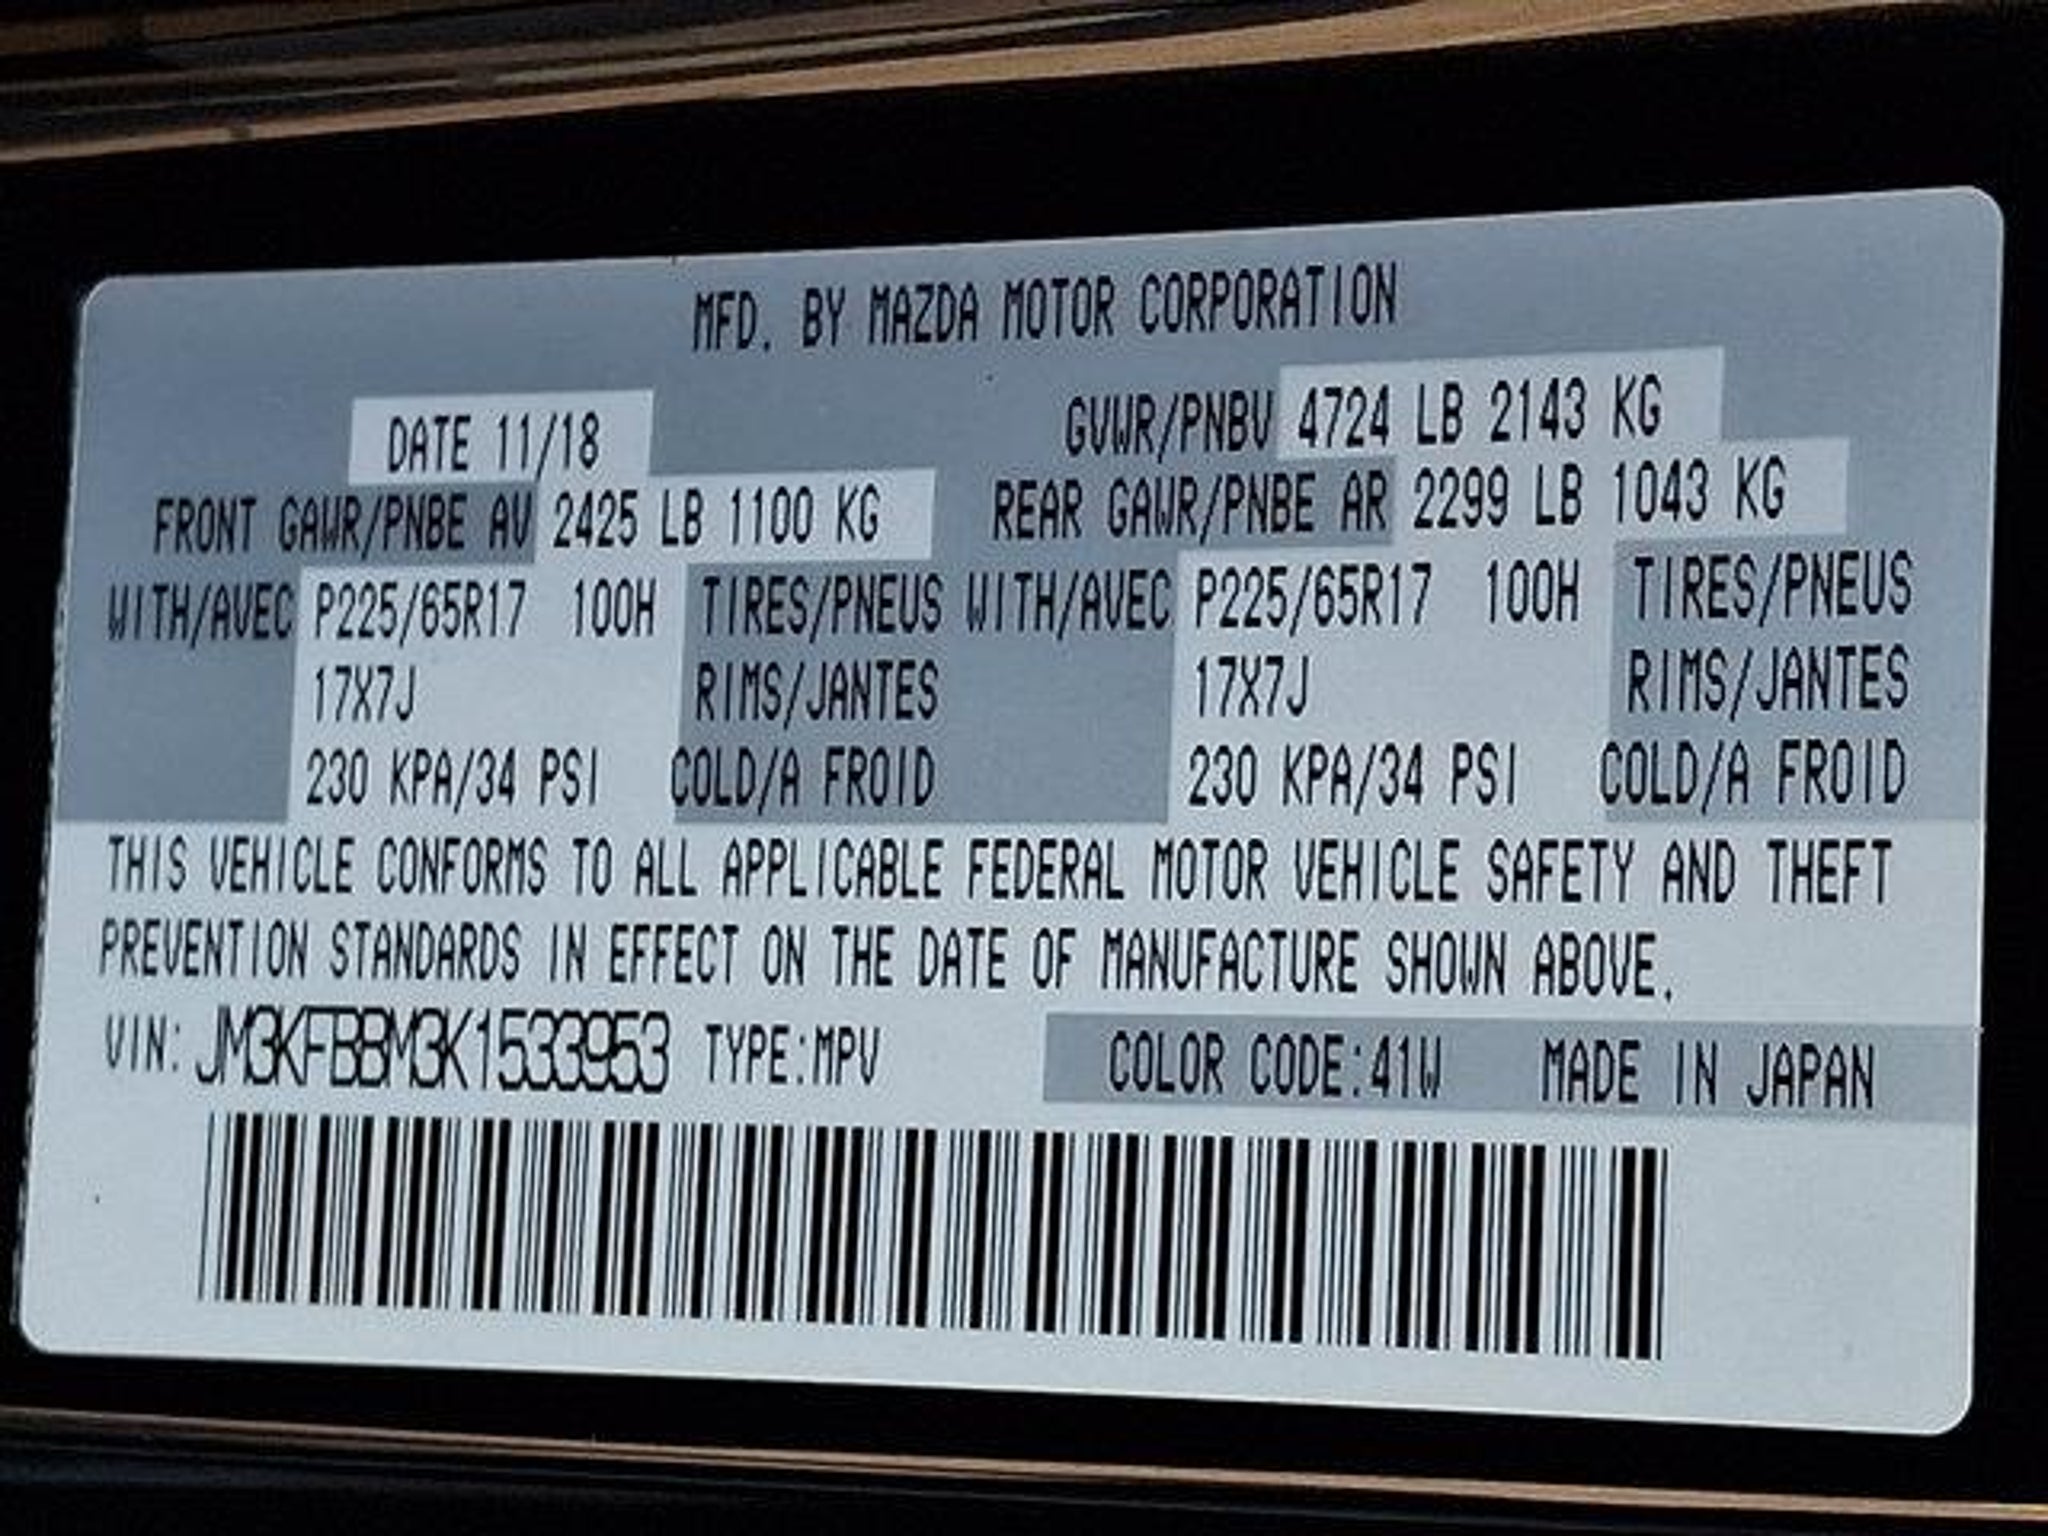 MFD. BY MAZDA MOTOR CORPORATION
DATE 11/18 GVWR/PNBV 4724 LB 2143 KG
FRONT GAWR/PNBE AV 2425 LB 1100 KG REAR GAWR/PNBE AR 2299 LB 1043 KG
WITH/AVEC P225/65R17 100H TIRES/PNEUS WITH/AVEC P225/65R17 100H TIRES/PNEUS
17X7J RIMS/JANTES 17X7J RIMS/JANTES
230 KPA/34 PSI COLD/A FROID 230 KPA/34 PSI COLD/A FROID
THIS VEHICLE CONFORMS TO ALL APPLICABLE FEDERAL MOTOR VEHICLE SAFETY AND THEFT
PREVENTION STANDARDS IN EFFECT ON THE DATE OF MANUFACTURE SHOWN ABOVE.
VIN: JM3KFBBM3K1533953 TYPE:MPV COLOR CODE:41W MADE IN JAPAN